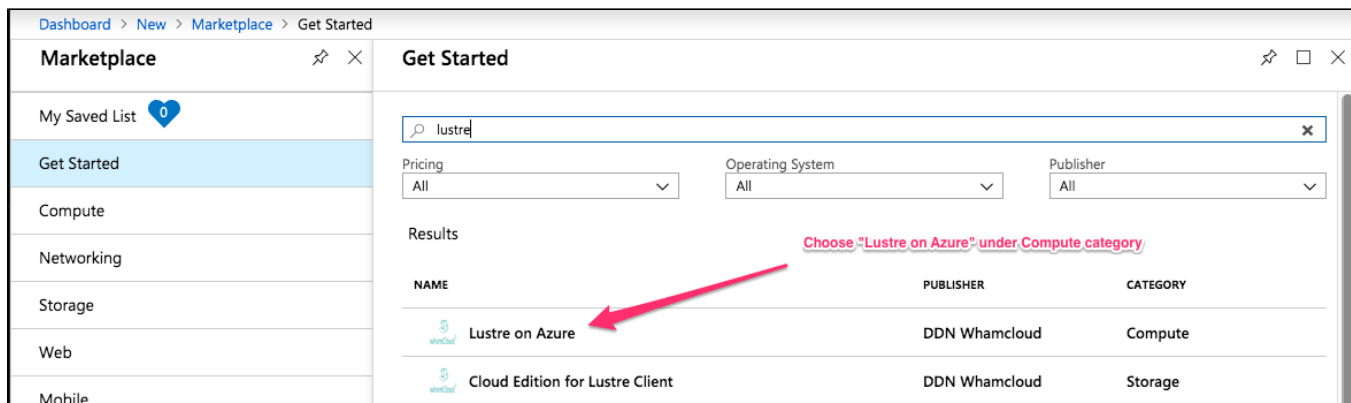 Dashboard > New > Marketplace > Get Started
Marketplace
My Saved List 0
Get Started
Compute
Networking
Storage
Web
Mobile
Get Started
lustre
Pricing Operating System Publisher
All All All
Results
Choose "Lustre on Azure" under Compute category
NAME PUBLISHER CATEGORY
whamCloud Lustre on Azure DDN Whamcloud Compute
whamCloud Cloud Edition for Lustre Client DDN Whamcloud Storage